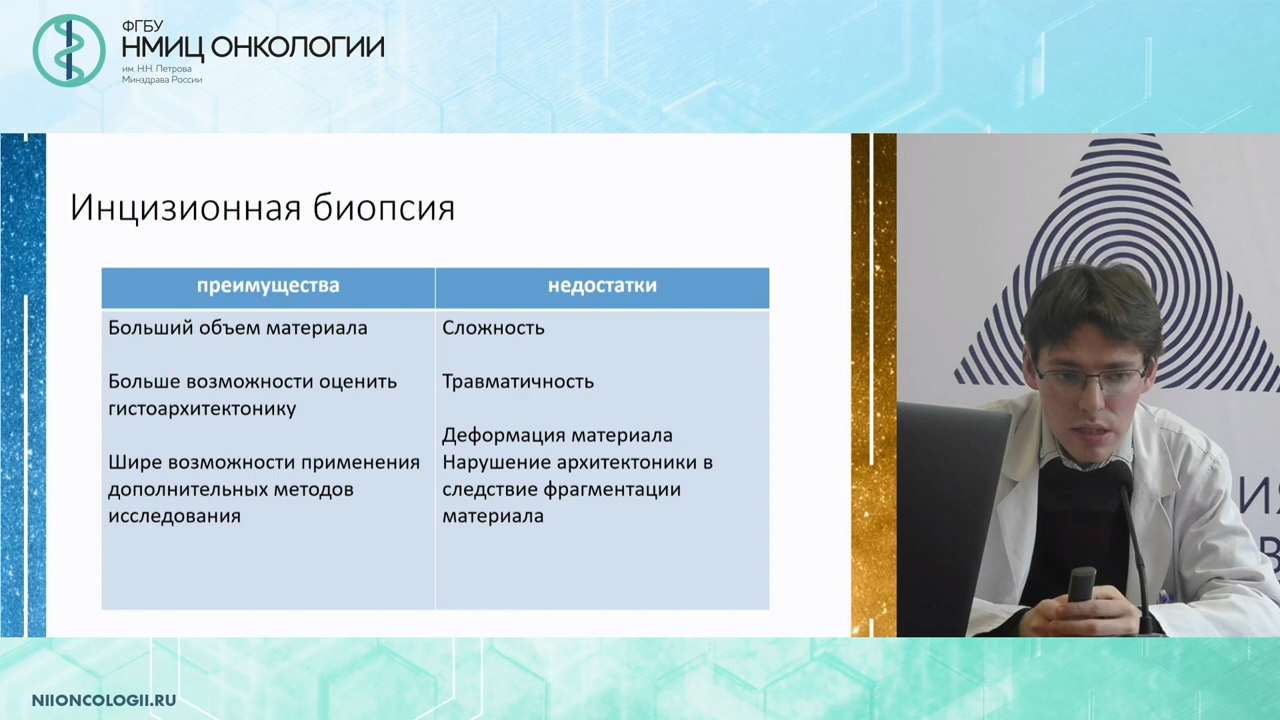 ФГБУ
НМИЦ ОНКОЛОГИИ
им. Н.Н. Петрова
Минздрава России
Инцизионная биопсия
преимущества
недостатки
Больший объем материала
Больше возможности оценить
гистоархитектонику
Шире возможности применения
дополнительных методов
исследования
Сложность
Травматичность
Деформация материала
Нарушение архитектоники в
следствие фрагментации
материала
NIIONCOLOGII.RU